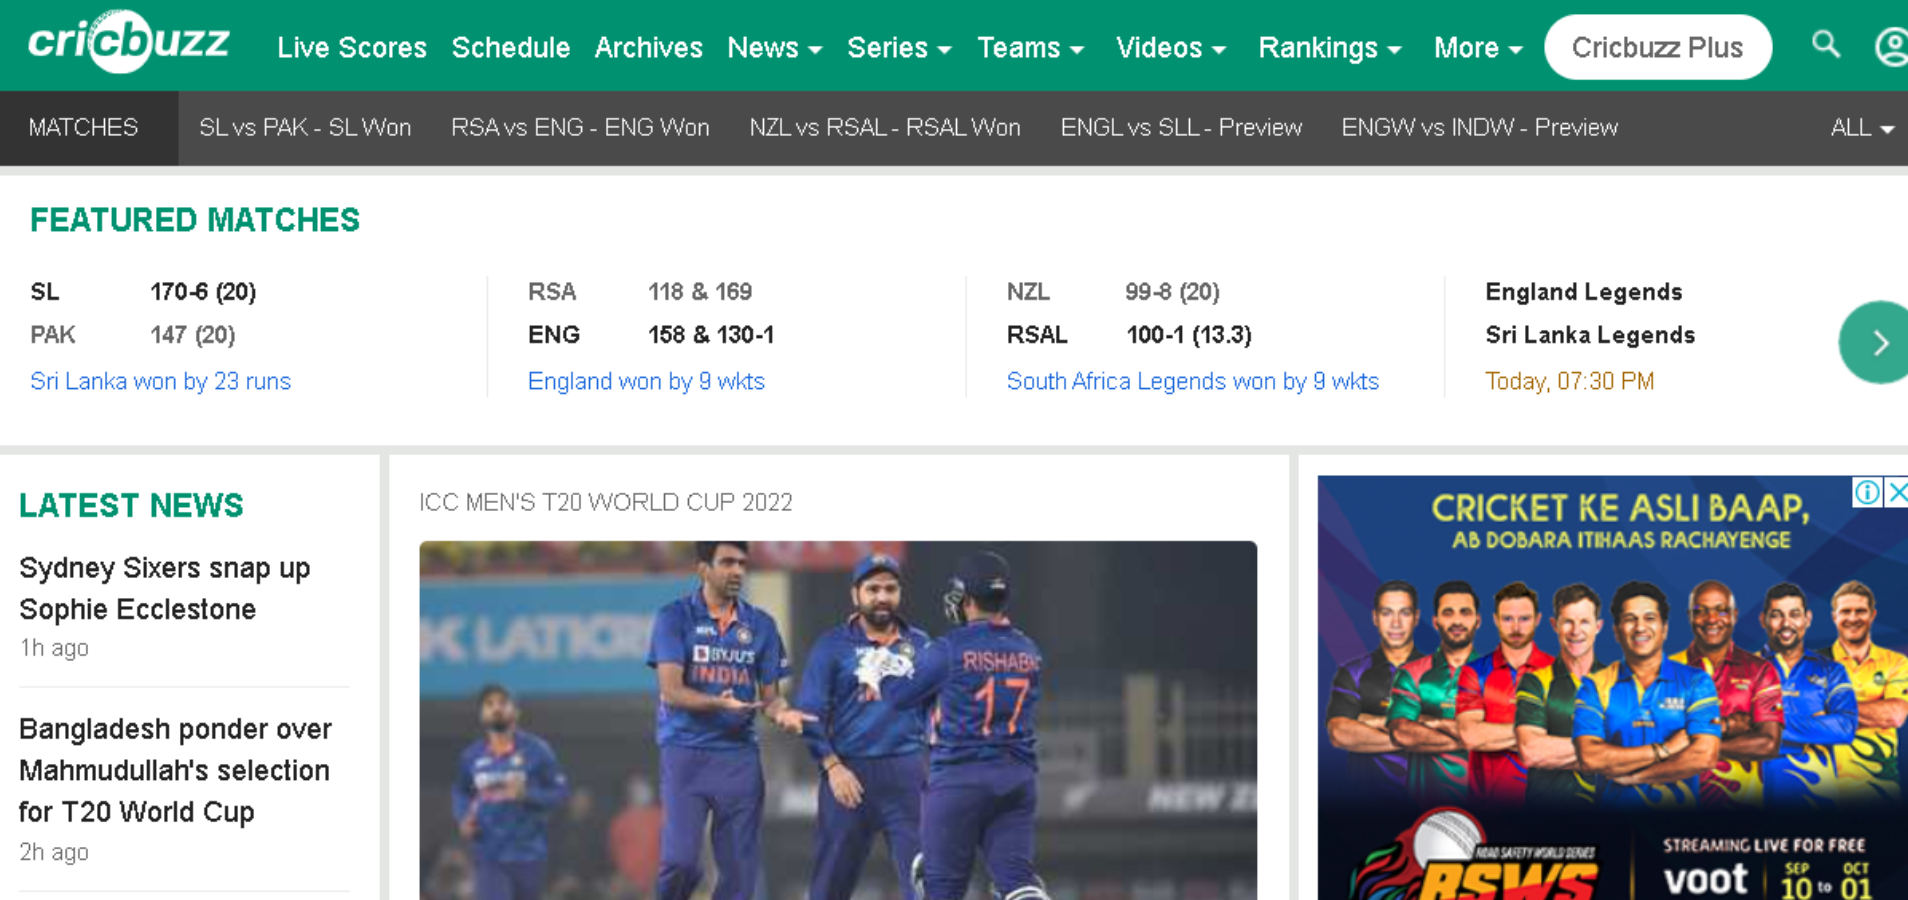 cricbuzz Live Scores Schedule Archives News Series Teams Videos Rankings More Cricbuzz Plus
MATCHES SL vs PAK - SL Won RSA vs ENG - ENG Won NZL vs RSAL - RSAL Won ENGL vs SLL - Preview ENGW vs INDW - Preview ALL
FEATURED MATCHES
SL 170-6 (20)
PAK 147 (20)
Sri Lanka won by 23 runs
RSA 118 & 169
ENG 158 & 130-1
England won by 9 wkts
NZL 99-8 (20)
RSAL 100-1 (13.3)
South Africa Legends won by 9 wkts
England Legends
Sri Lanka Legends
Today, 07:30 PM
LATEST NEWS
Sydney Sixers snap up
Sophie Ecclestone
1h ago
Bangladesh ponder over
Mahmudullah's selection
for T20 World Cup
2h ago
ICC MEN'S T20 WORLD CUP 2022
BYJU'S
INDIA
RISHABH
17
CRICKET KE ASLI BAAP,
AB DOBARA ITIHAAS RACHAYENGE
ROAD SAFETY WORLD SERIES
RSWS
STREAMING LIVE FOR FREE
voot
SEP OCT
10 to 01